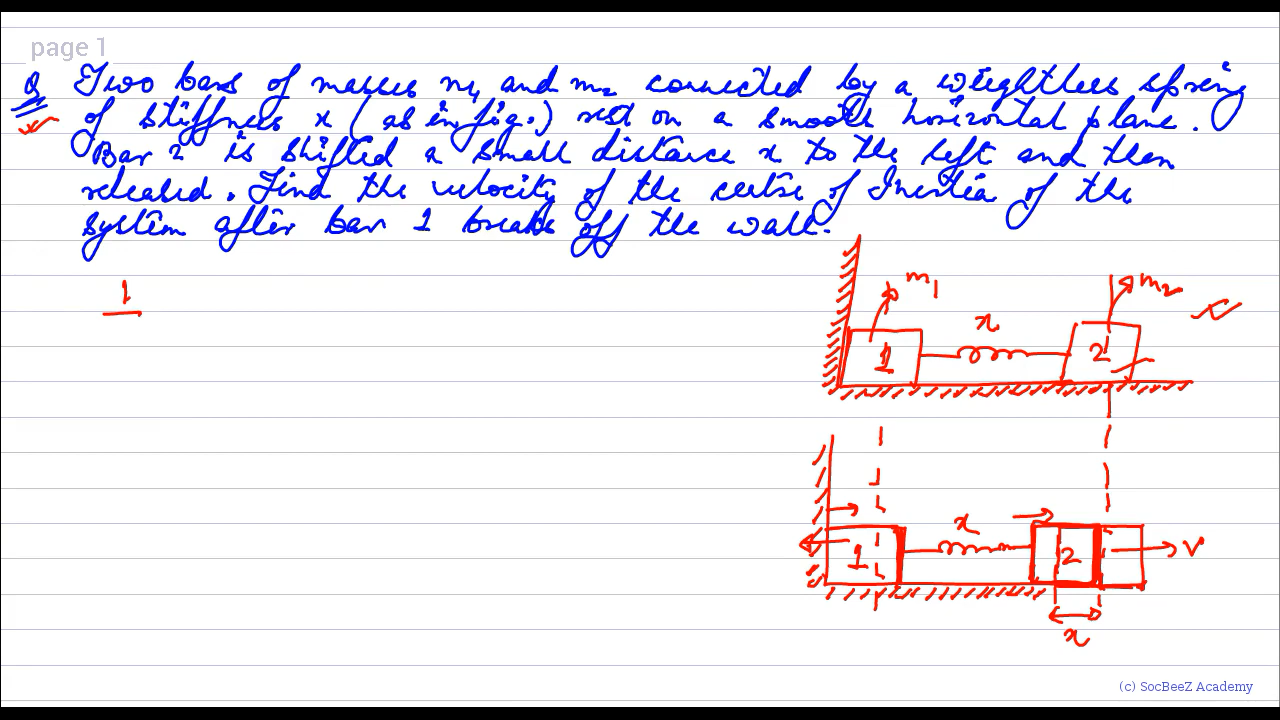 page 1
Q Two bars of masses m1 and m2 connected by a weightless spring
of stiffness x (as in fig.) rest on a smooth horizontal plane.
Bar 2 is shifted a small distance x to the left and then
released. Find the velocity of the centre of Inertia of the
system after bar 1 breaks off the wall.
1
m1
m2
x
1
2
x
1
2
V
x
(c) SocBeeZ Academy